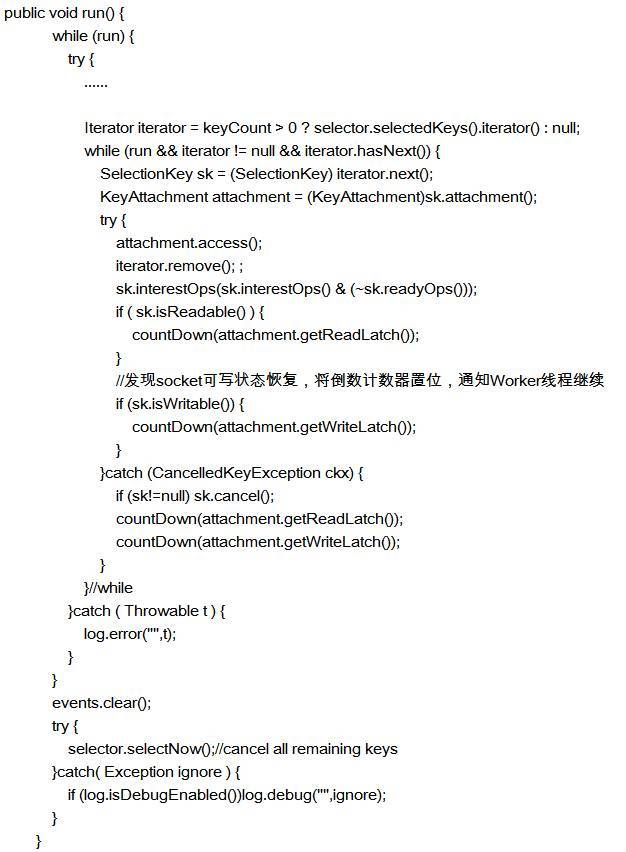 public void run() {
while (run) {
try {
......
Iterator iterator = keyCount > 0 ? selector.selectedKeys().iterator() : null;
while (run && iterator != null && iterator.hasNext()) {
SelectionKey sk = (SelectionKey) iterator.next();
KeyAttachment attachment = (KeyAttachment)sk.attachment();
try {
attachment.access();
iterator.remove(); ;
sk.interestOps(sk.interestOps() & (~sk.readyOps()));
if ( sk.isReadable() ) {
countDown(attachment.getReadLatch());
}
//发现socket可写状态恢复，将倒数计数器置位，通知Worker线程继续
if (sk.isWritable()) {
countDown(attachment.getWriteLatch());
}
}catch (CancelledKeyException ckx) {
if (sk!=null) sk.cancel();
countDown(attachment.getReadLatch());
countDown(attachment.getWriteLatch());
}
}//while
}catch ( Throwable t ) {
log.error("",t);
}
}
events.clear();
try {
selector.selectNow();//cancel all remaining keys
}catch( Exception ignore ) {
if (log.isDebugEnabled())log.debug("",ignore);
}
}